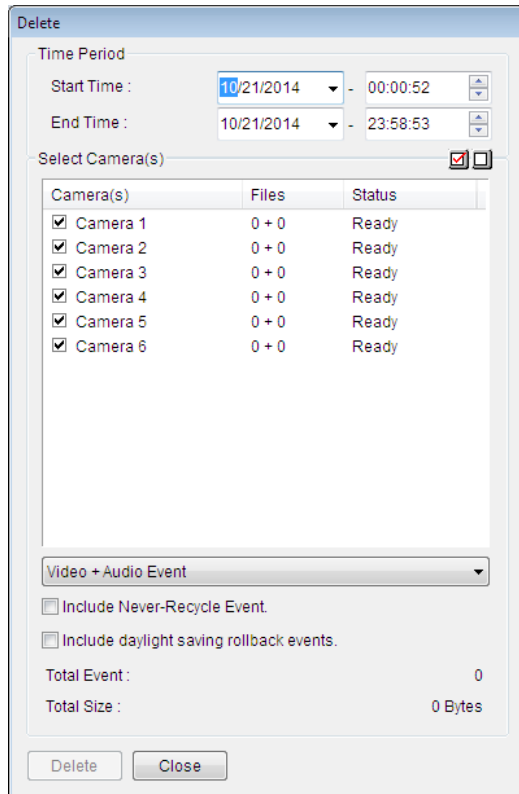 Delete
Time Period
Start Time : 10/21/2014 - 00:00:52
End Time : 10/21/2014 - 23:58:53
Select Camera(s)
Camera(s) Files Status
Camera 1 0 + 0 Ready
Camera 2 0 + 0 Ready
Camera 3 0 + 0 Ready
Camera 4 0 + 0 Ready
Camera 5 0 + 0 Ready
Camera 6 0 + 0 Ready
Video + Audio Event
Include Never-Recycle Event.
Include daylight saving rollback events.
Total Event : 0
Total Size : 0 Bytes
Delete Close